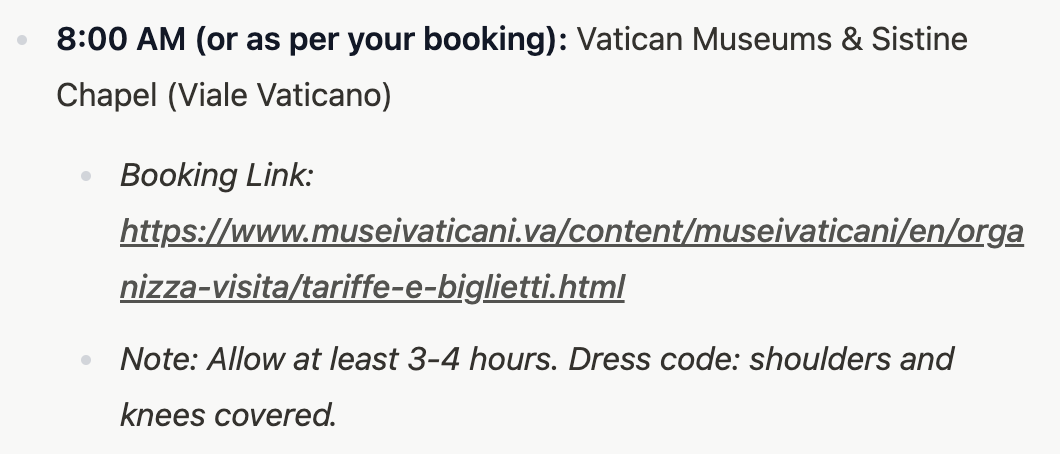 8:00 AM (or as per your booking): Vatican Museums & Sistine
Chapel (Viale Vaticano)
Booking Link:
https://www.museivaticani.va/content/museivaticani/en/orga
nizza-visita/tariffe-e-biglietti.html
Note: Allow at least 3-4 hours. Dress code: shoulders and
knees covered.